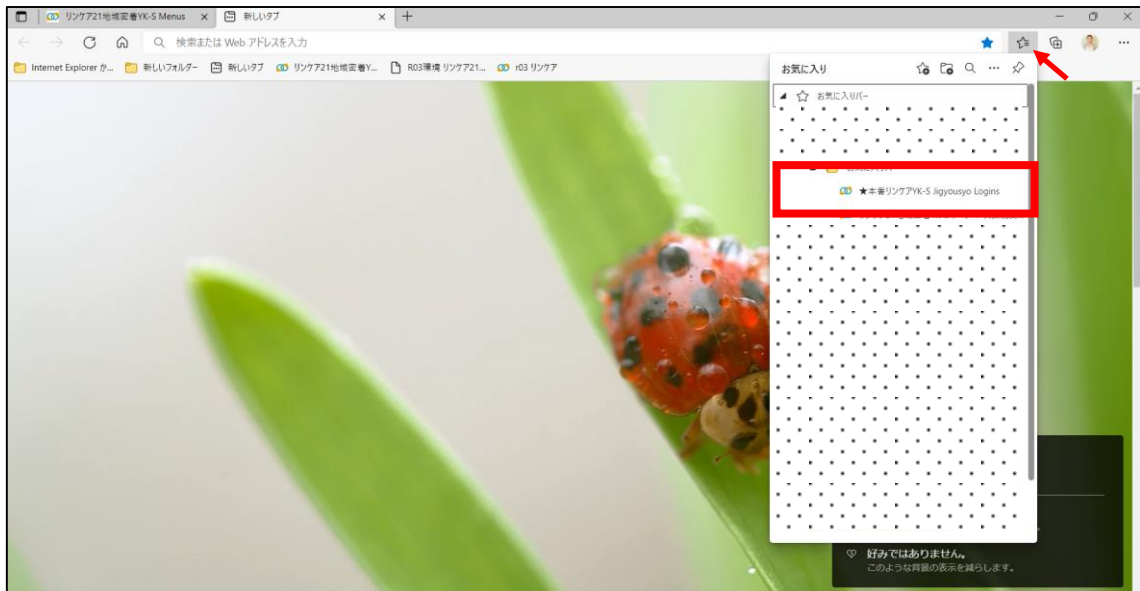 リンケア21地域密着YK-S Menus
新しいタブ
検索または Web アドレスを入力
Internet Explorer か...
新しいフォルダー
新しいタブ
リンケア21地域密着Y...
R03環境 リンケア21...
r03 リンケア
お気に入り
お気に入りバー
★本番リンケアYK-S Jigyousyo Logins
好みではありません。
このような背景の表示を減らします。